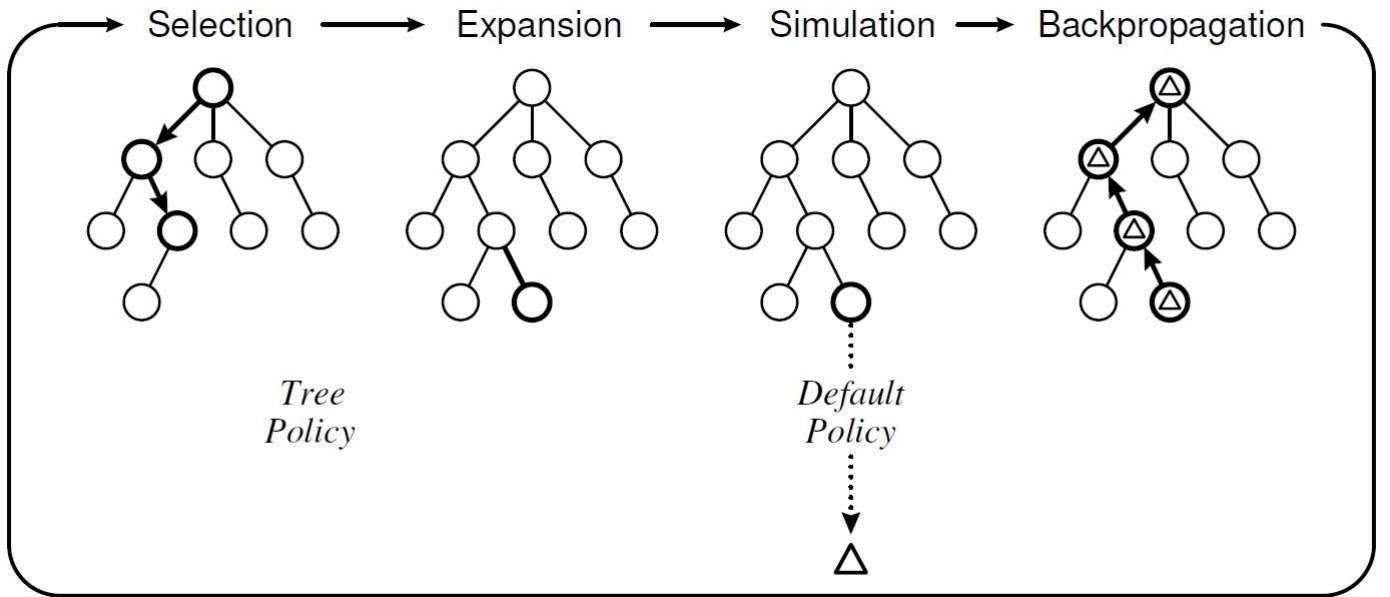 Selection
Expansion
Simulation
Backpropagation
Tree
Policy
Default
Policy